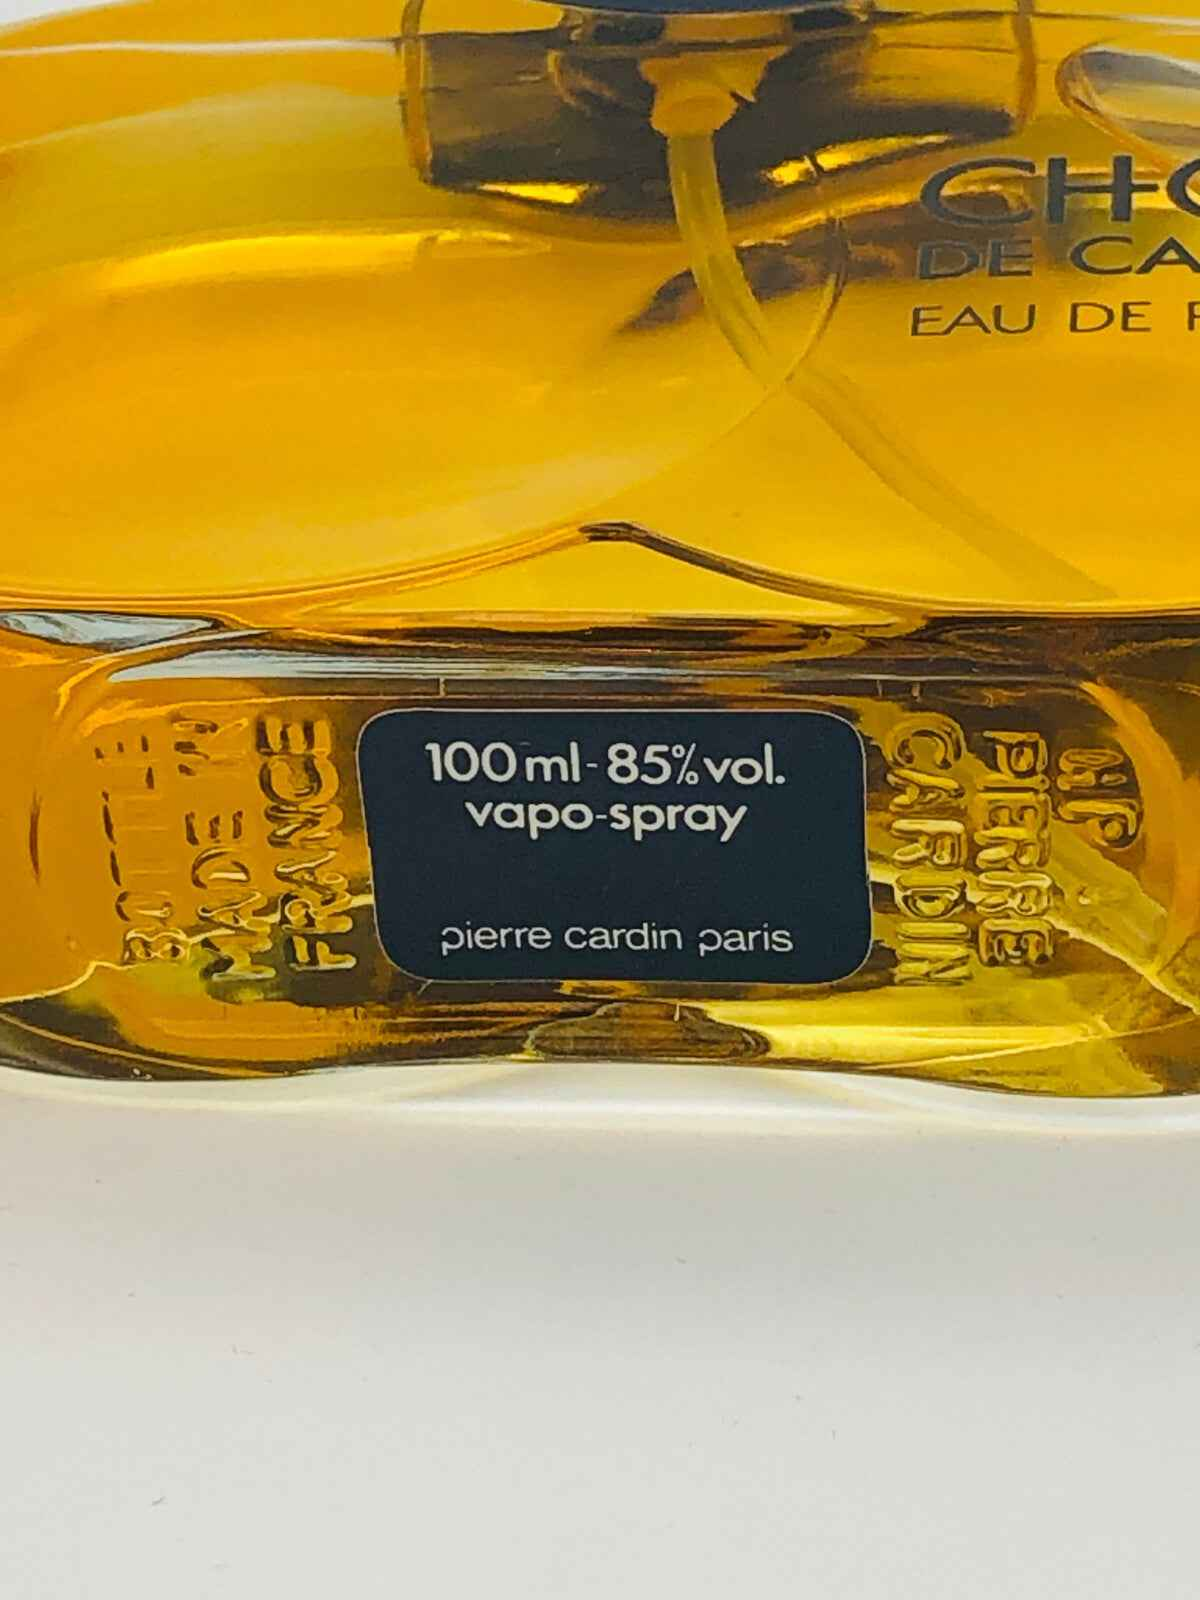 CHO
DE CA
EAU DE P
100 ml - 85% vol.
vapo-spray
pierre cardin paris
BOTTLE
MADE IN
FRANCE
PIERRE
CARDIN